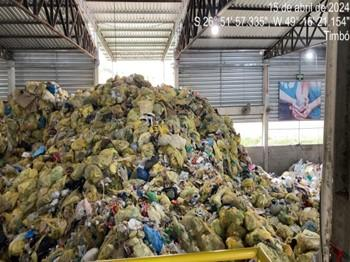 15 de abril de 2024
S 26° 51' 57.335", W 49° 16' 21.154"
Timbó